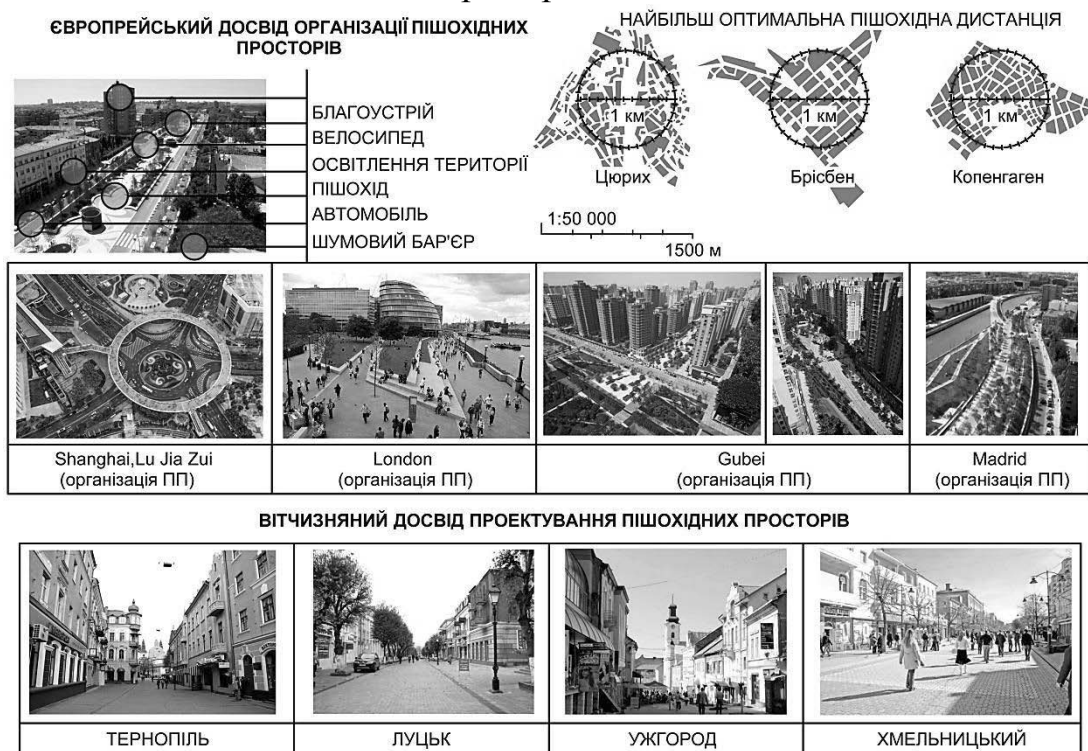 ЄВРОПРЕЙСЬКИЙ ДОСВІД ОРГАНІЗАЦІЇ ПІШОХІДНИХ
ПРОСТОРІВ
БЛАГОУСТРІЙ
ВЕЛОСИПЕД
ОСВІТЛЕННЯ ТЕРИТОРІЇ
ПІШОХІД
АВТОМОБІЛЬ
ШУМОВИЙ БАР'ЄР
НАЙБІЛЬШ ОПТИМАЛЬНА ПІШОХІДНА ДИСТАНЦІЯ
1 км
1 км
1 км
Цюрих
Брісбен
Копенгаген
1:50 000
1500 м
Shanghai,Lu Jia Zui
(організація ПП)
London
(організація ПП)
Gubei
(організація ПП)
Madrid
(організація ПП)
ВІТЧИЗНЯНИЙ ДОСВІД ПРОЕКТУВАННЯ ПІШОХІДНИХ ПРОСТОРІВ
ТЕРНОПІЛЬ
ЛУЦЬК
УЖГОРОД
ХМЕЛЬНИЦЬКИЙ